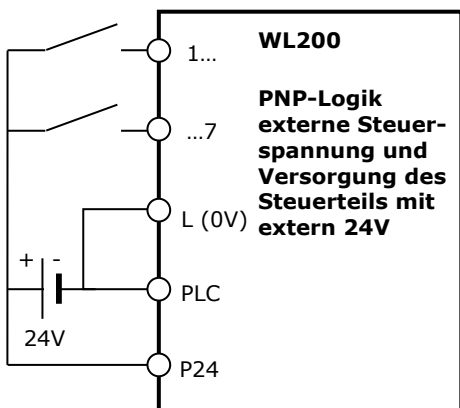 1...
WL200
PNP-Logik
externe Steuer-
spannung und
Versorgung des
Steuerteils mit
extern 24V
...7
L (0V)
+ -
PLC
24V
P24